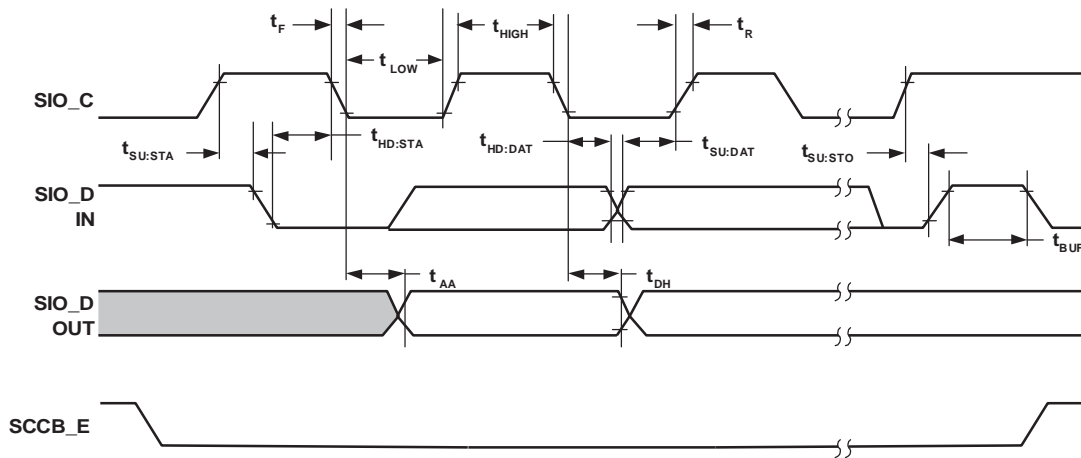 tF
tHIGH
tR
tLOW
SIO_C
tSU:STA
tHD:STA
tHD:DAT
tSU:DAT
tSU:STO
SIO_D
IN
tBUF
tAA
tDH
SIO_D
OUT
SCCB_E